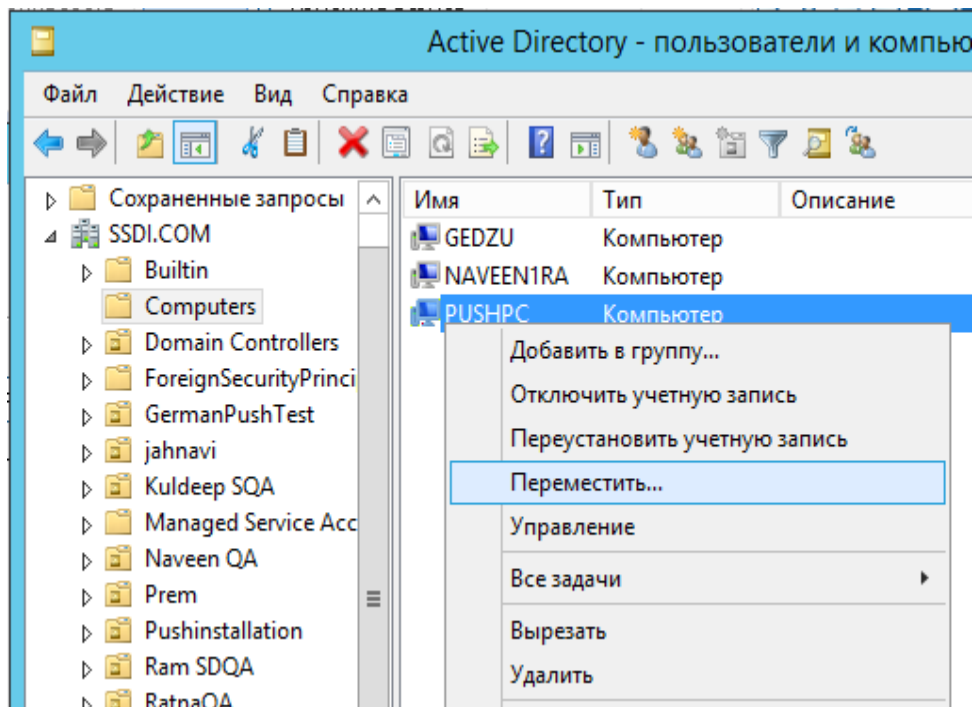 Active Directory - пользователи и компью
Файл Действие Вид Справка
Сохраненные запросы
SSDI.COM
Builtin
Computers
Domain Controllers
ForeignSecurityPrinci
GermanPushTest
jahnavi
Kuldeep SQA
Managed Service Acc
Naveen QA
Prem
Pushinstallation
Ram SDQA
RatnaQA
Имя Тип Описание
GEDZU Компьютер
NAVEEN1RA Компьютер
PUSHPC Компьютер
Добавить в группу...
Отключить учетную запись
Переустановить учетную запись
Переместить...
Управление
Все задачи
Вырезать
Удалить